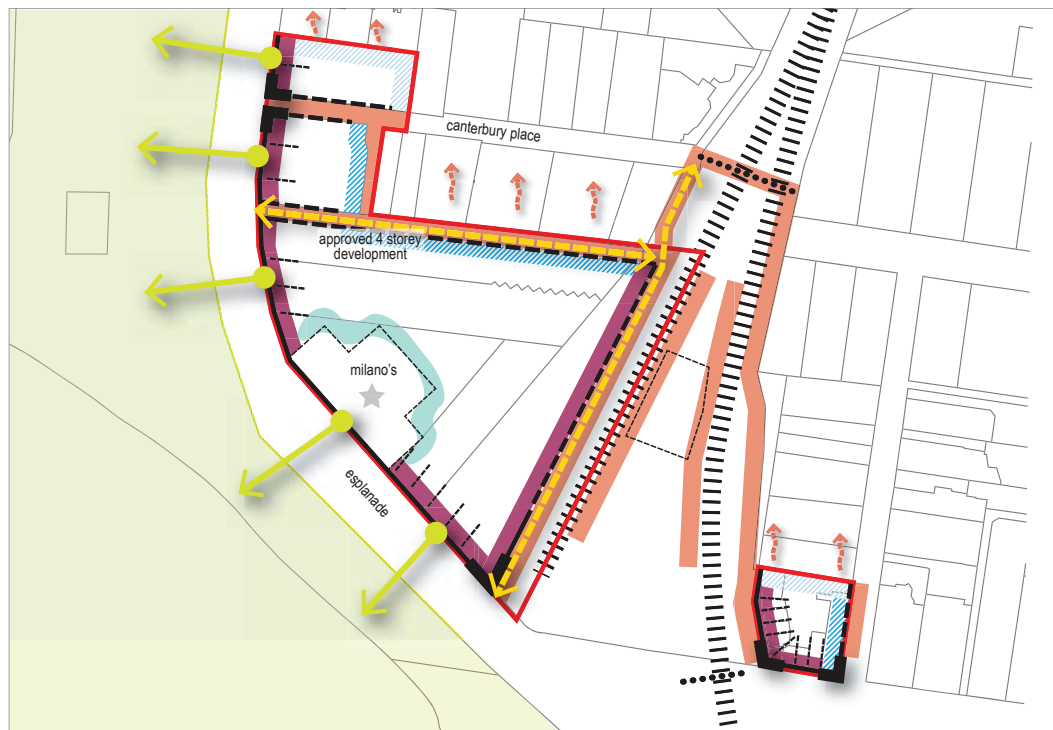 canterbury place
approved 4 storey
development
milano's
esplanade